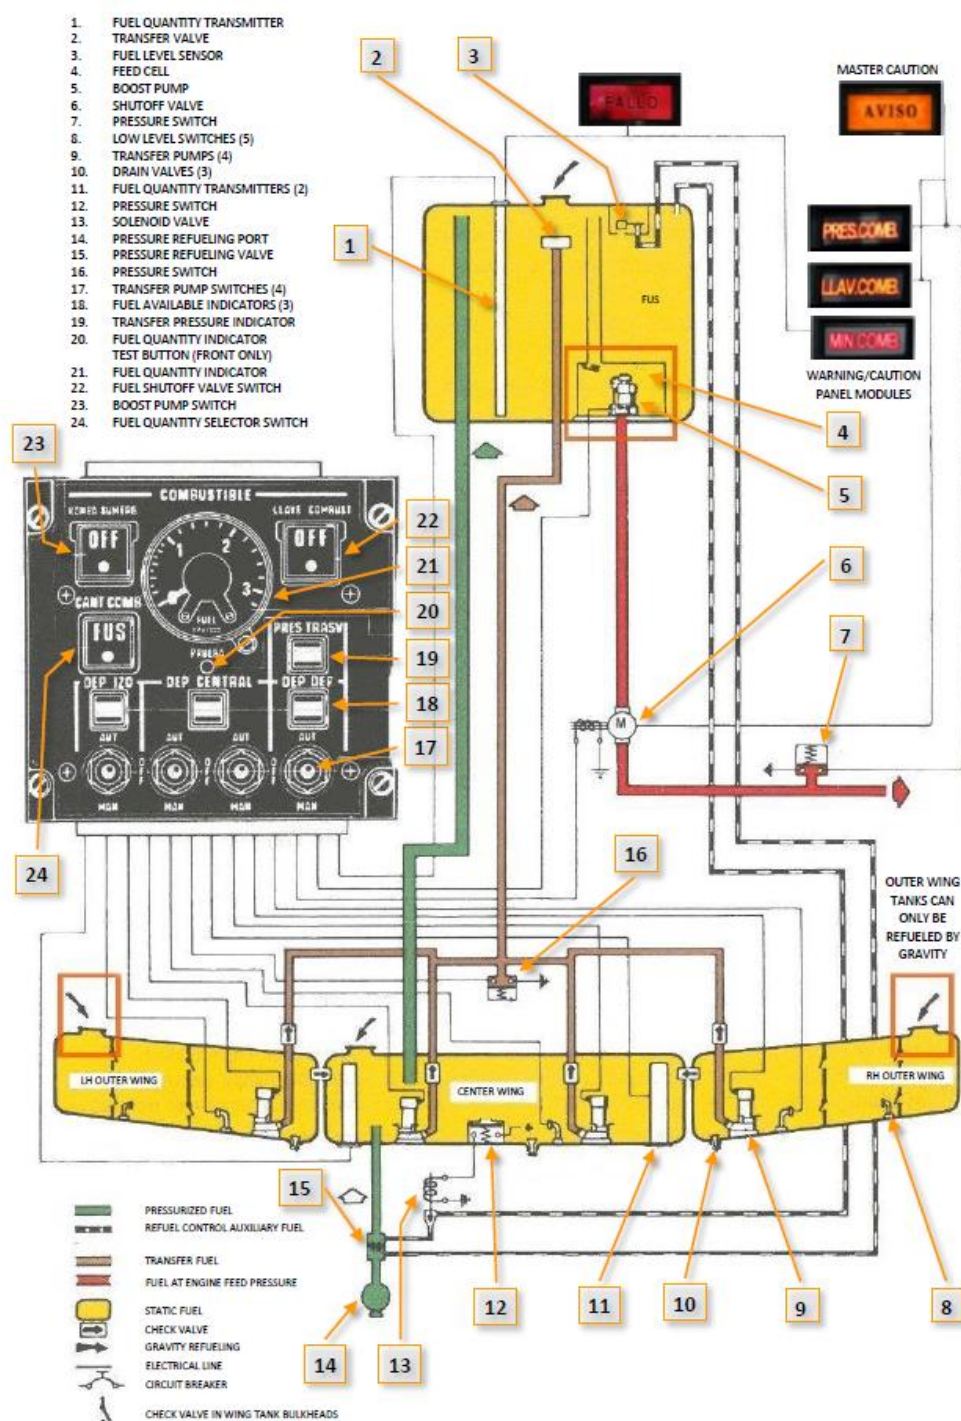 1. FUEL QUANTITY TRANSMITTER
2. TRANSFER VALVE
3. FUEL LEVEL SENSOR
4. FEED CELL
5. BOOST PUMP
6. SHUTOFF VALVE
7. PRESSURE SWITCH
8. LOW LEVEL SWITCHES (5)
9. TRANSFER PUMPS (4)
10. DRAIN VALVES (3)
11. FUEL QUANTITY TRANSMITTERS (2)
12. PRESSURE SWITCH
13. SOLENOID VALVE
14. PRESSURE REFUELING PORT
15. PRESSURE REFUELING VALVE
16. PRESSURE SWITCH
17. TRANSFER PUMP SWITCHES (4)
18. FUEL AVAILABLE INDICATORS (3)
19. TRANSFER PRESSURE INDICATOR
20. FUEL QUANTITY INDICATOR
TEST BUTTON (FRONT ONLY)
21. FUEL QUANTITY INDICATOR
22. FUEL SHUTOFF VALVE SWITCH
23. BOOST PUMP SWITCH
24. FUEL QUANTITY SELECTOR SWITCH
2
3
FALLO
MASTER CAUTION
AVISO
1
FUS
PRES.COMB.
LLAV.COMB.
MIN.COMB
WARNING/CAUTION
PANEL MODULES
4
5
6
M
7
23
COMBUSTIBLE
LLAVE COMBUST
OFF
OFF
1
2
3
FUEL
22
21
20
CANT COMB
FUS
PRUEBA
PRES TRASV
19
DEP IZQ
DEP CENTRAL
DEP DER
18
AUT
AUT
AUT
AUT
OFF
OFF
OFF
17
MAN
MAN
MAN
MAN
24
16
OUTER WING
TANKS CAN
ONLY BE
REFUELED BY
GRAVITY
LH OUTER WING
CENTER WING
RH OUTER WING
15
14
13
12
11
10
9
8
PRESSURIZED FUEL
REFUEL CONTROL AUXILIARY FUEL
TRANSFER FUEL
FUEL AT ENGINE FEED PRESSURE
STATIC FUEL
CHECK VALVE
GRAVITY REFUELING
ELECTRICAL LINE
CIRCUIT BREAKER
CHECK VALVE IN WING TANK BULKHEADS